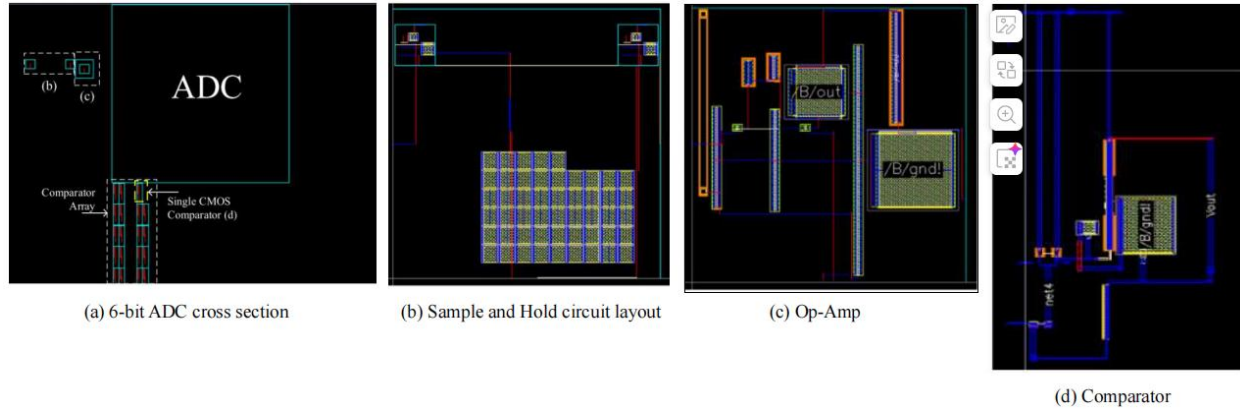 ADC
(b)
(c)
Comparator
Array
Single CMOS
Comparator (d)
/B/out
/B/gnd!
/B/gnd!
Vout
net4
(a) 6-bit ADC cross section
(b) Sample and Hold circuit layout
(c) Op-Amp
(d) Comparator